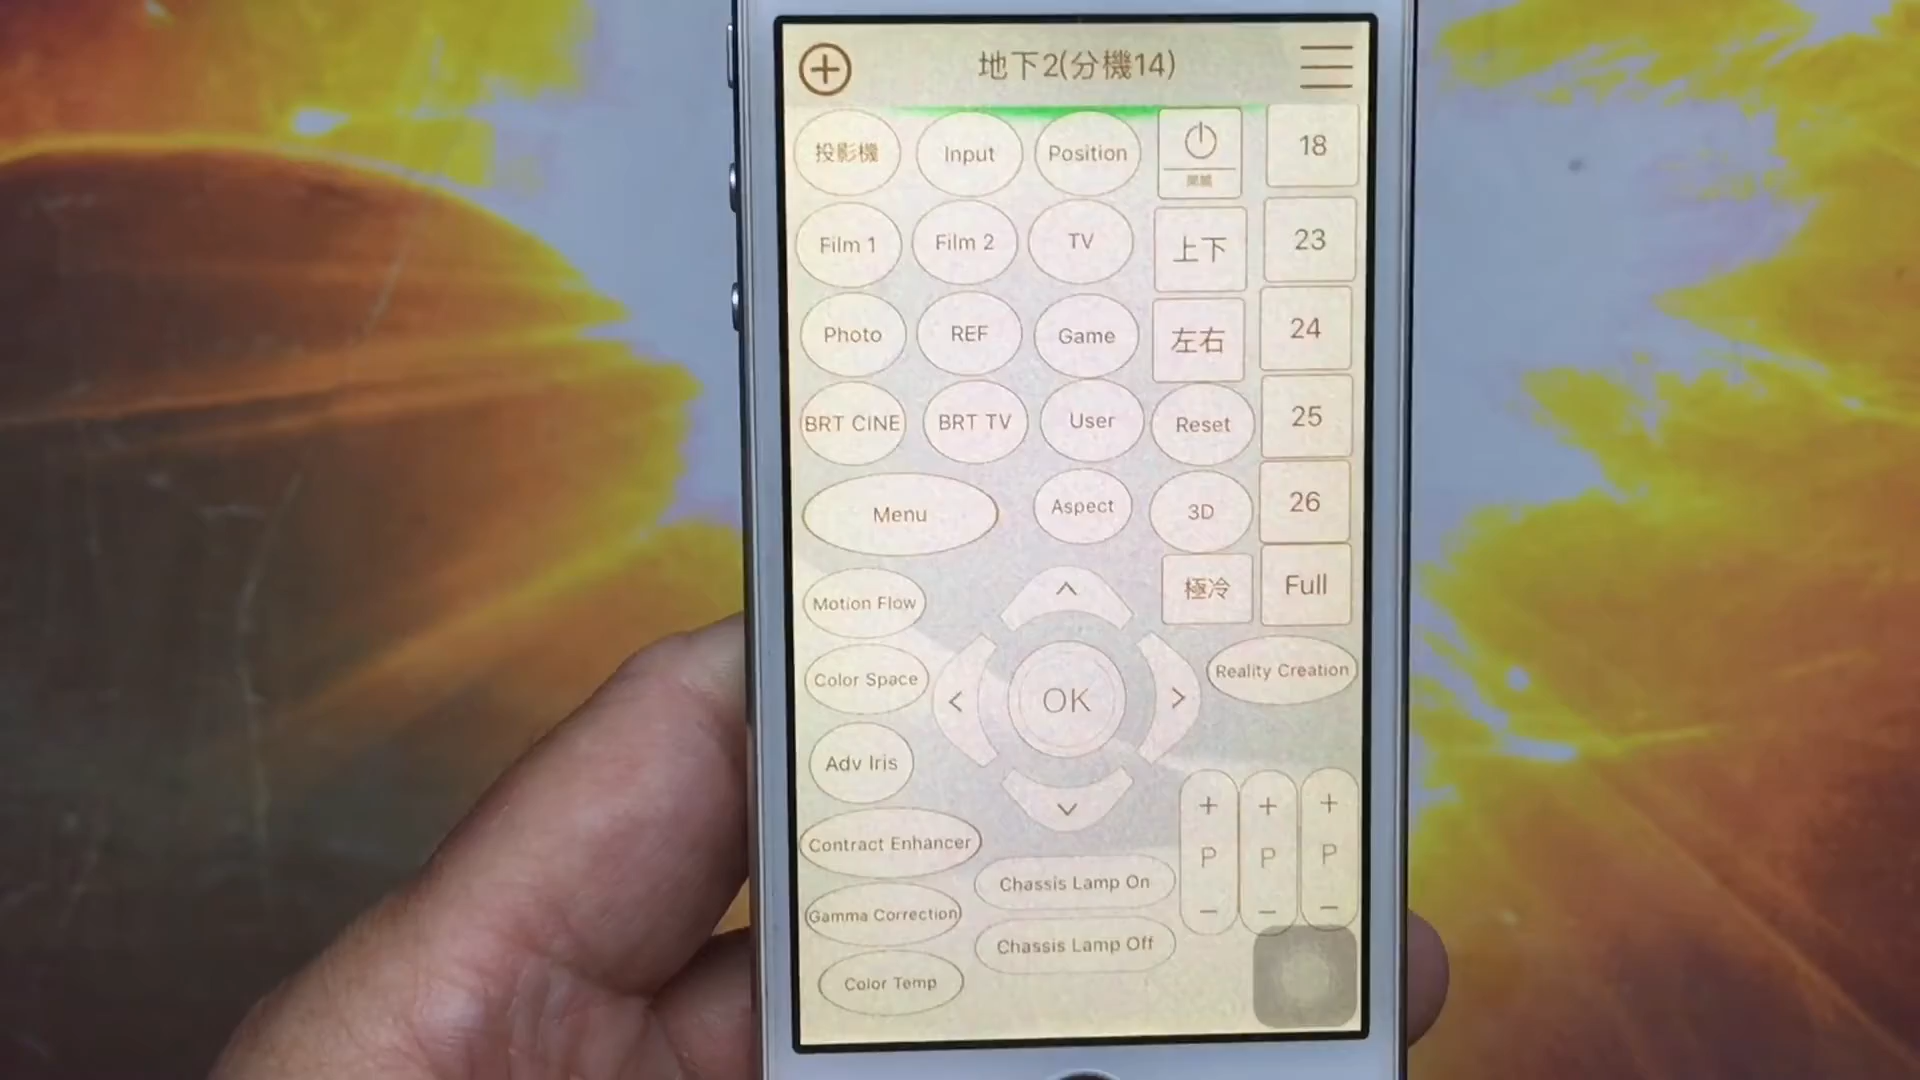 地下2(分機14)
投影機 Input Position 18
Film 1 Film 2 TV 上下 23
Photo REF Game 左右 24
BRT CINE BRT TV User Reset 25
Menu Aspect 3D 26
極冷 Full
Motion Flow
Color Space OK Reality Creation
Adv Iris
+ + +
P P P
− − −
Contract Enhancer
Chassis Lamp On
Gamma Correction
Chassis Lamp Off
Color Temp